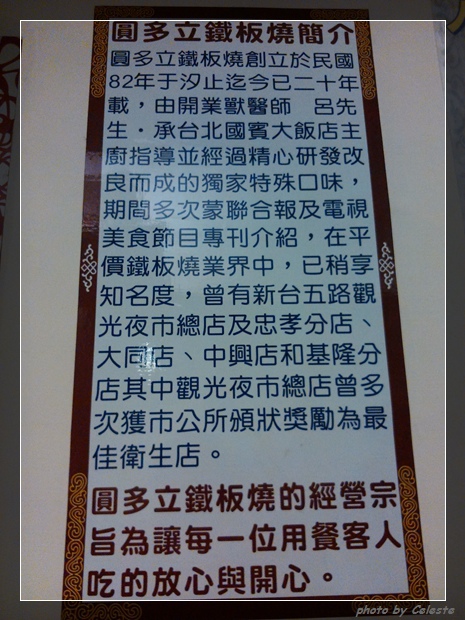 圓多立鐵板燒簡介
圓多立鐵板燒創立於民國
82年于汐止迄今已二十年
載，由開業獸醫師　呂先
生．承台北國賓大飯店主
廚指導並經過精心研發改
良而成的獨家特殊口味，
期間多次蒙聯合報及電視
美食節目專刊介紹，在平
價鐵板燒業界中，已稍享
知名度，曾有新台五路觀
光夜市總店及忠孝分店、
大同店、中興店和基隆分
店其中觀光夜市總店曾多
次獲市公所頒狀獎勵為最
佳衛生店。
圓多立鐵板燒的經營宗
旨為讓每一位用餐客人
吃的放心與開心。
photo by Celeste